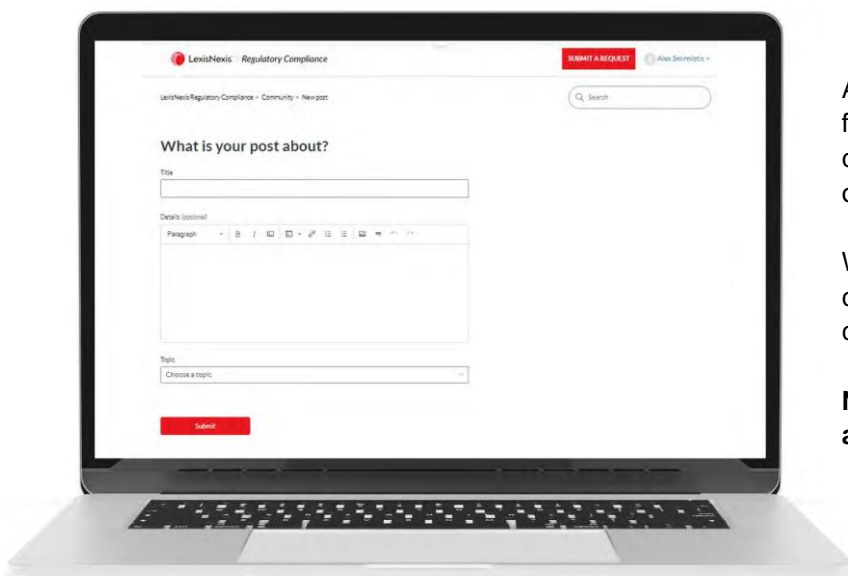 LexisNexis Regulatory Compliance
SUBMIT A REQUEST
Alex Smirniotis
LexisNexis Regulatory Compliance > Community > New post
Search
What is your post about?
Title
Details (optional)
Paragraph
B I
Topic
Choose a topic
Submit
A
f
c
c
W
c
c
N
a